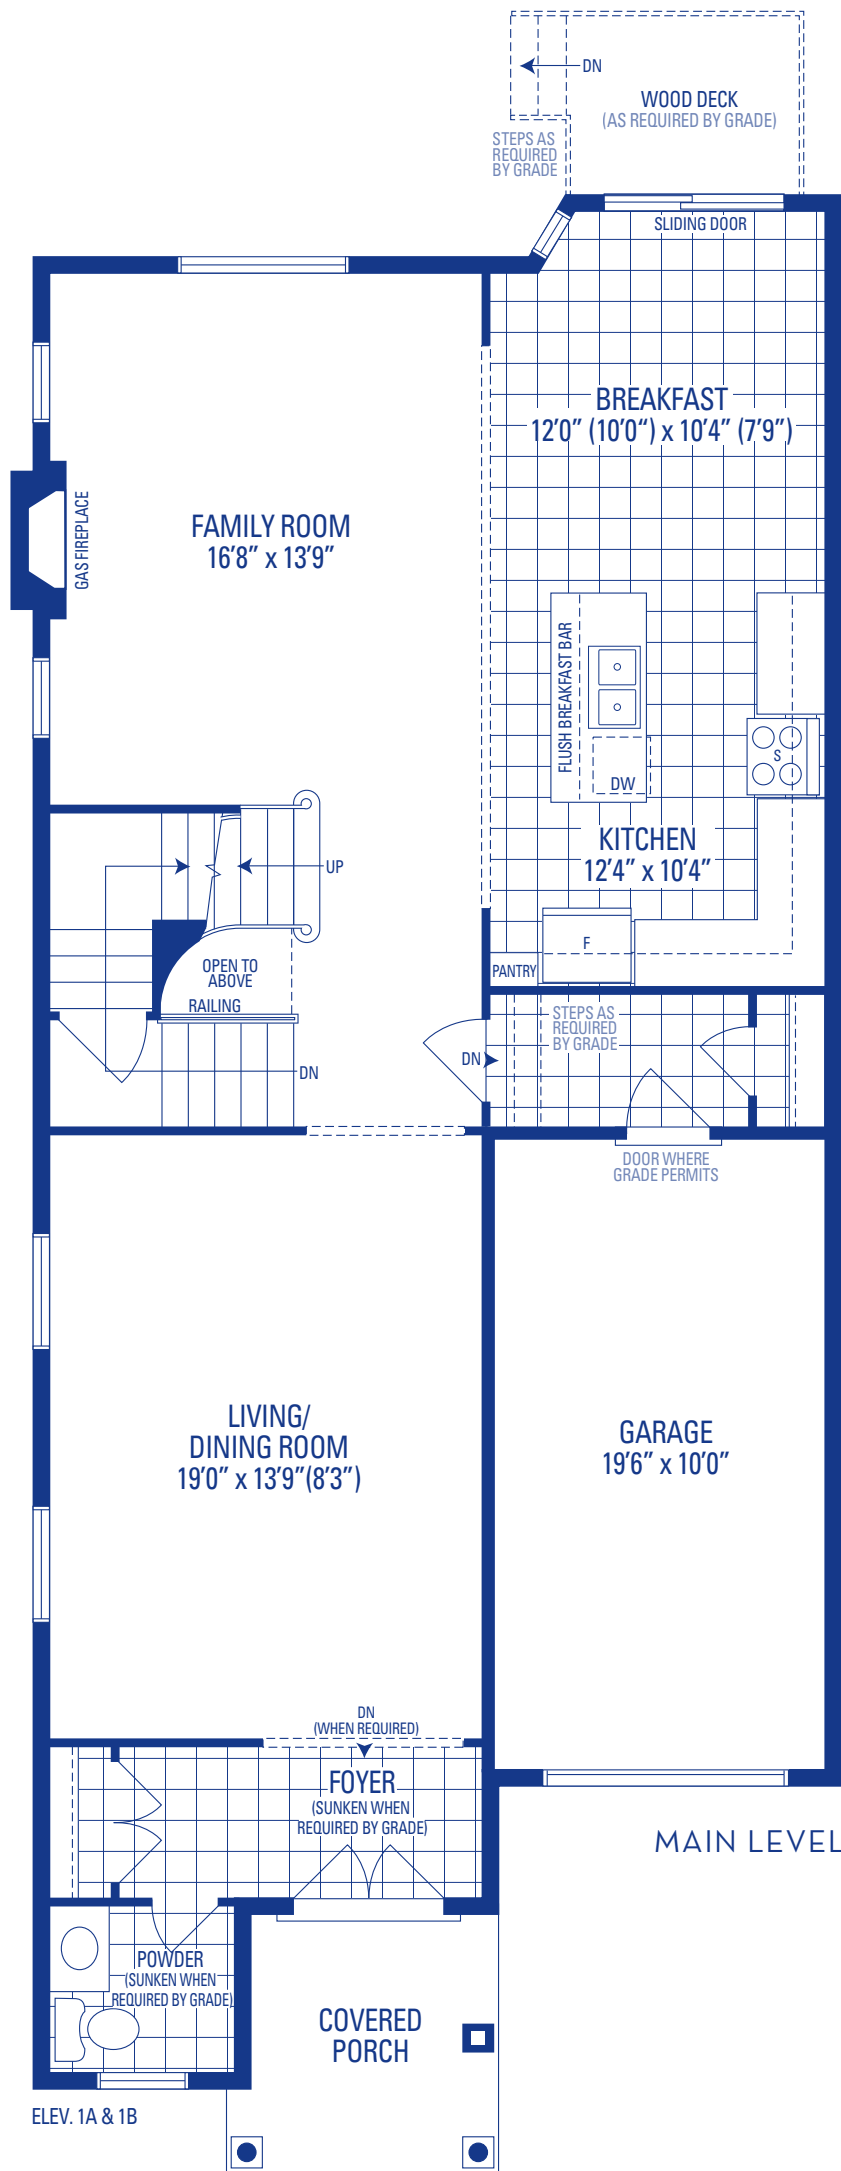 DN
WOOD DECK
(AS REQUIRED BY GRADE)
STEPS AS
REQUIRED
BY GRADE
SLIDING DOOR
BREAKFAST
12’0” (10’0“) x 10’4” (7’9”)
GAS FIREPLACE
FAMILY ROOM
16’8” x 13’9”
FLUSH BREAKFAST BAR
S
DW
KITCHEN
12’4” x 10’4”
UP
F
PANTRY
OPEN TO
ABOVE
RAILING
STEPS AS
REQUIRED
BY GRADE
DN
DN
DOOR WHERE
GRADE PERMITS
LIVING/
DINING ROOM
19’0” x 13’9”(8’3”)
GARAGE
19’6” x 10’0”
DN
(WHEN REQUIRED)
FOYER
(SUNKEN WHEN
REQUIRED BY GRADE)
MAIN LEVEL
POWDER
(SUNKEN WHEN
REQUIRED BY GRADE)
COVERED
PORCH
ELEV. 1A & 1B